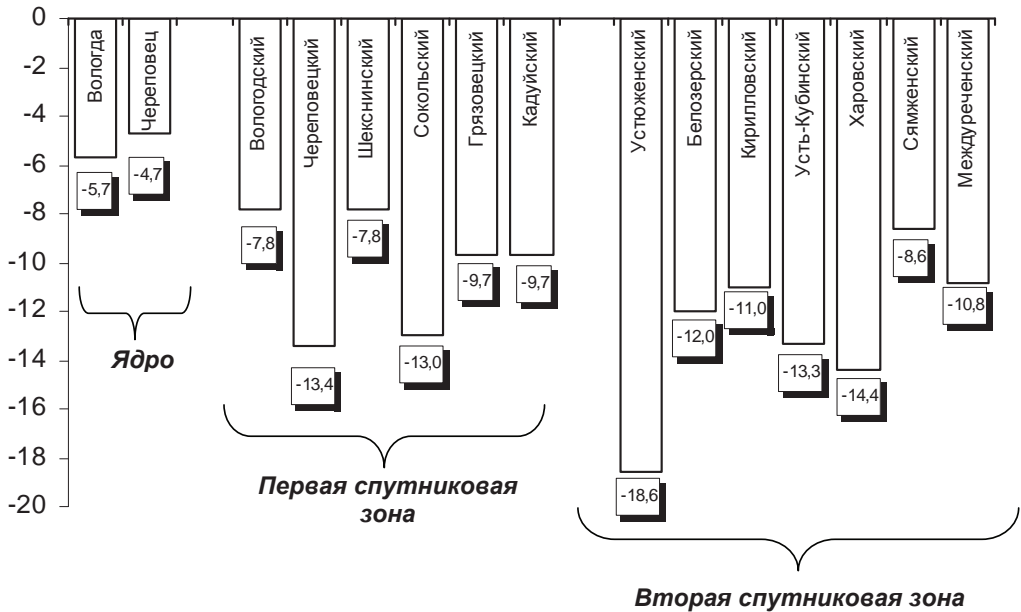 0
-2
-4
-6
-8
-10
-12
-14
-16
-18
-20
Вологда
Череповец
Вологодский
Череповецкий
Шекснинский
Сокольский
Грязовецкий
Кадуйский
Устюженский
Белозерский
Кирилловский
Усть-Кубинский
Харовский
Сямженский
Междуреченский
-5,7
-4,7
-7,8
-13,4
-7,8
-13,0
-9,7
-9,7
-18,6
-12,0
-11,0
-13,3
-14,4
-8,6
-10,8
Ядро
Первая спутниковая
зона
Вторая спутниковая зона